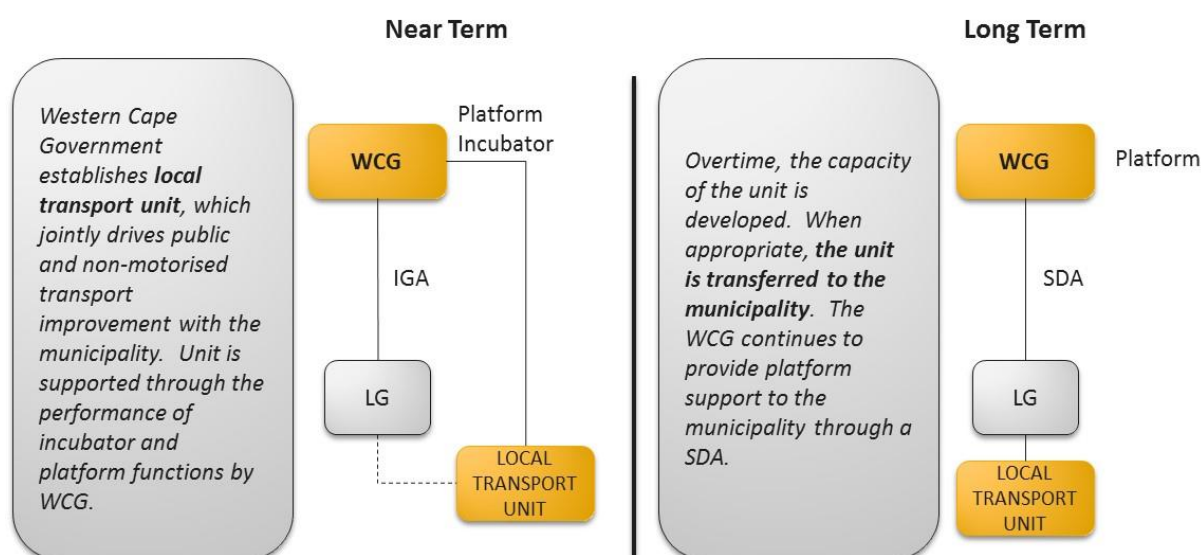 Near Term
Western Cape
Government
establishes local
transport unit, which
jointly drives public
and non-motorised
transport
improvement with the
municipality. Unit is
supported through the
performance of
incubator and
platform functions by
WCG.
WCG
Platform
Incubator
IGA
LG
LOCAL
TRANSPORT
UNIT
Long Term
Overtime, the capacity
of the unit is
developed. When
appropriate, the unit
is transferred to the
municipality. The
WCG continues to
provide platform
support to the
municipality through a
SDA.
WCG
Platform
SDA
LG
LOCAL
TRANSPORT
UNIT